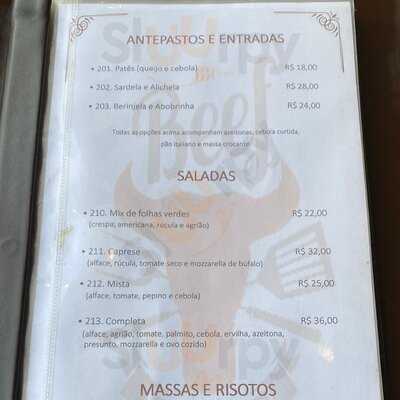 ANTEPASTOS E ENTRADAS
• 201. Patês (queijo e cebola) R$ 18,00
• 202. Sardela e Alichela R$ 28,00
• 203. Berinjela e Abobrinha R$ 24,00
Todas as opções acima acompanham azeitonas, cebola curtida,
pão italiano e massa crocante.
SALADAS
• 210. Mix de folhas verdes R$ 22,00
(crespa, americana, rúcula e agrião)
• 211. Caprese R$ 32,00
(alface, rúcula, tomate seco e mozzarella de búfalo)
• 212. Mista R$ 25,00
(alface, tomate, pepino e cebola)
• 213. Completa R$ 36,00
(alface, agrião, tomate, palmito, cebola, ervilha, azeitona,
presunto, mozzarella e ovo cozido)
MASSAS E RISOTOS